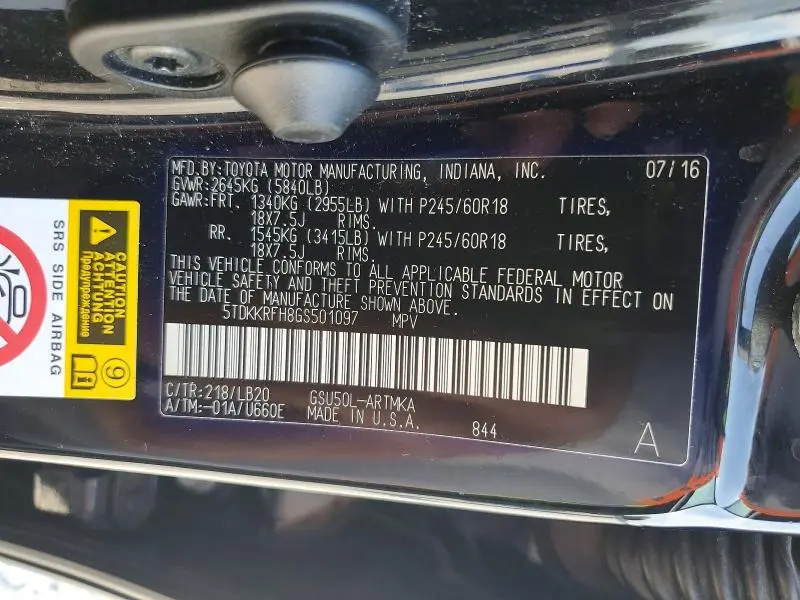 MFD.BY:TOYOTA MOTOR MANUFACTURING, INDIANA, INC. 07/16
GVWR:2645KG (5840LB)
GAWR:FRT. 1340KG (2955LB) WITH P245/60R18 TIRES,
18X7.5J RIMS.
RR. 1545KG (3415LB) WITH P245/60R18 TIRES,
18X7.5J RIMS.
THIS VEHICLE CONFORMS TO ALL APPLICABLE FEDERAL MOTOR
VEHICLE SAFETY AND THEFT PREVENTION STANDARDS IN EFFECT ON
THE DATE OF MANUFACTURE SHOWN ABOVE.
5TDKKRFH8GS501097 MPV
C/TR:218/LB20 GSU50L-ARTMKA
A/TM:-01A/U660E MADE IN U.S.A. 844
A
SRS SIDE AIRBAG
CAUTION
ATTENTION
ACHTUNG
Предупреждение
9